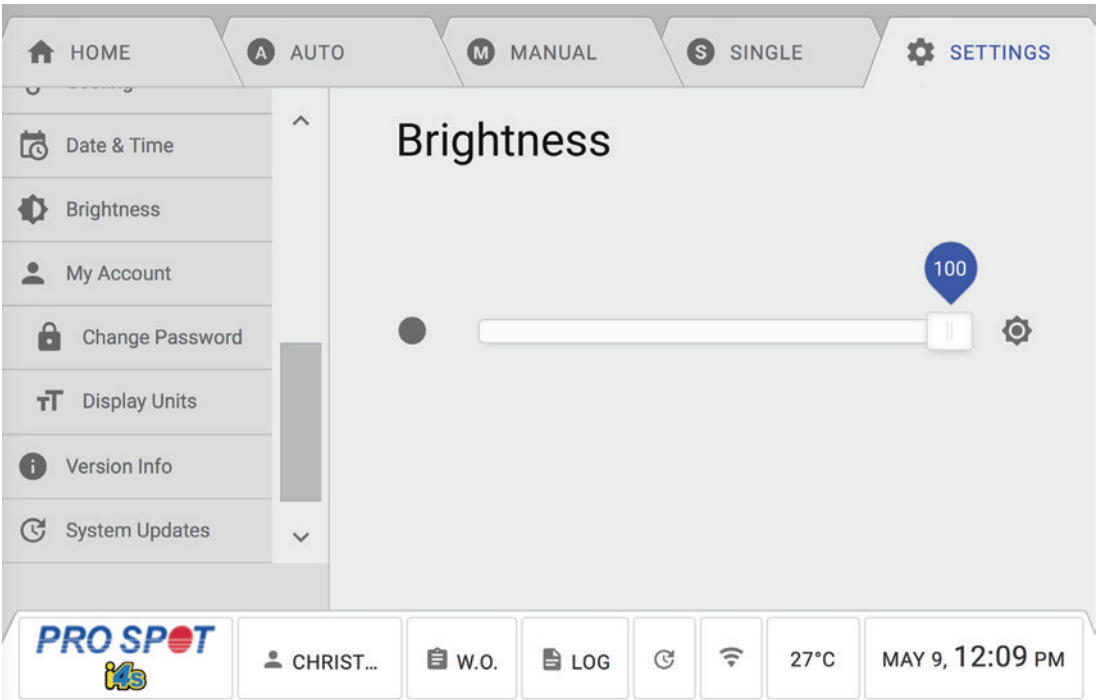 HOME
A AUTO
M MANUAL
S SINGLE
SETTINGS
Date & Time
Brightness
My Account
Change Password
Display Units
Version Info
System Updates
Brightness
100
PRO SPOT
i4s
CHRIST...
W.O.
LOG
27°C
MAY 9, 12:09 PM